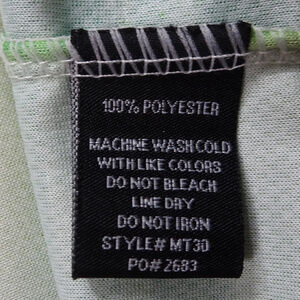 100% POLYESTER
MACHINE WASH COLD
WITH LIKE COLORS
DO NOT BLEACH
LINE DRY
DO NOT IRON
STYLE# MT30
PO# 2683